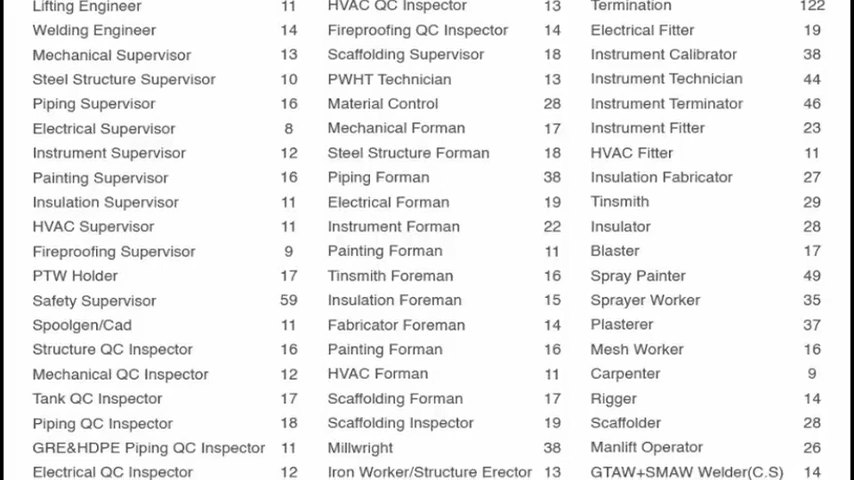 Lifting Engineer 11
Welding Engineer 14
Mechanical Supervisor 13
Steel Structure Supervisor 10
Piping Supervisor 16
Electrical Supervisor 8
Instrument Supervisor 12
Painting Supervisor 16
Insulation Supervisor 11
HVAC Supervisor 11
Fireproofing Supervisor 9
PTW Holder 17
Safety Supervisor 59
Spoolgen/Cad 11
Structure QC Inspector 16
Mechanical QC Inspector 12
Tank QC Inspector 17
Piping QC Inspector 18
GRE&HDPE Piping QC Inspector 11
Electrical QC Inspector 12
HVAC QC Inspector 13
Fireproofing QC Inspector 14
Scaffolding Supervisor 18
PWHT Technician 13
Material Control 28
Mechanical Forman 17
Steel Structure Forman 18
Piping Forman 38
Electrical Forman 19
Instrument Forman 22
Painting Forman 11
Tinsmith Foreman 16
Insulation Foreman 15
Fabricator Foreman 14
Painting Forman 16
HVAC Forman 11
Scaffolding Forman 17
Scaffolding Inspector 19
Millwright 38
Iron Worker/Structure Erector 13
Termination 122
Electrical Fitter 19
Instrument Calibrator 38
Instrument Technician 44
Instrument Terminator 46
Instrument Fitter 23
HVAC Fitter 11
Insulation Fabricator 27
Tinsmith 29
Insulator 28
Blaster 17
Spray Painter 49
Sprayer Worker 35
Plasterer 37
Mesh Worker 16
Carpenter 9
Rigger 14
Scaffolder 28
Manlift Operator 26
GTAW+SMAW Welder(C.S) 14